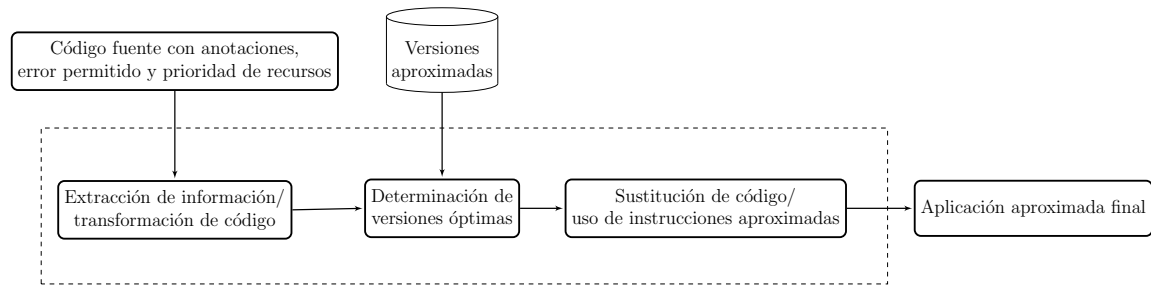 Código fuente con anotaciones,
error permitido y prioridad de recursos
Versiones
aproximadas
Extracción de información/
transformación de código
Determinación de
versiones óptimas
Sustitución de código/
uso de instrucciones aproximadas
Aplicación aproximada final